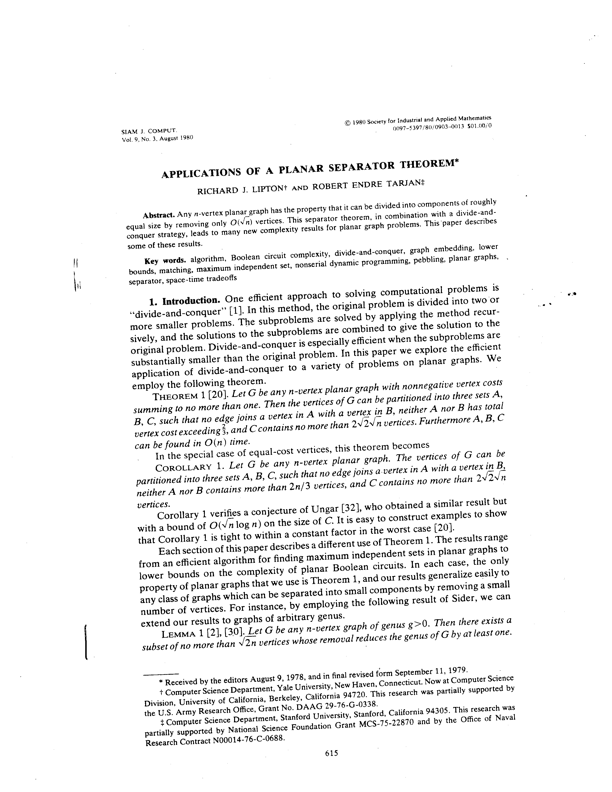 SIAM J. COMPUT.
Vol. 9, No. 3, August 1980
© 1980 Society for Industrial and Applied Mathematics
0097-5397/80/0903-0013 $01.00/0
APPLICATIONS OF A PLANAR SEPARATOR THEOREM*
RICHARD J. LIPTON† AND ROBERT ENDRE TARJAN‡
Abstract. Any n-vertex planar graph has the property that it can be divided into components of roughly
equal size by removing only O(√n) vertices. This separator theorem, in combination with a divide-and-
conquer strategy, leads to many new complexity results for planar graph problems. This paper describes
some of these results.
Key words. algorithm, Boolean circuit complexity, divide-and-conquer, graph embedding, lower
bounds, matching, maximum independent set, nonserial dynamic programming, pebbling, planar graphs,
separator, space-time tradeoffs
1. Introduction. One efficient approach to solving computational problems is
"divide-and-conquer" [1]. In this method, the original problem is divided into two or
more smaller problems. The subproblems are solved by applying the method recur-
sively, and the solutions to the subproblems are combined to give the solution to the
original problem. Divide-and-conquer is especially efficient when the subproblems are
substantially smaller than the original problem. In this paper we explore the efficient
application of divide-and-conquer to a variety of problems on planar graphs. We
employ the following theorem.
THEOREM 1 [20]. Let G be any n-vertex planar graph with nonnegative vertex costs
summing to no more than one. Then the vertices of G can be partitioned into three sets A,
B, C, such that no edge joins a vertex in A with a vertex in B, neither A nor B has total
vertex cost exceeding ⅔, and C contains no more than 2√2√n vertices. Furthermore A, B, C
can be found in O(n) time.
In the special case of equal-cost vertices, this theorem becomes
COROLLARY 1. Let G be any n-vertex planar graph. The vertices of G can be
partitioned into three sets A, B, C, such that no edge joins a vertex in A with a vertex in B,
neither A nor B contains more than 2n/3 vertices, and C contains no more than 2√2√n
vertices.
Corollary 1 verifies a conjecture of Ungar [32], who obtained a similar result but
with a bound of O(√n log n) on the size of C. It is easy to construct examples to show
that Corollary 1 is tight to within a constant factor in the worst case [20].
Each section of this paper describes a different use of Theorem 1. The results range
from an efficient algorithm for finding maximum independent sets in planar graphs to
lower bounds on the complexity of planar Boolean circuits. In each case, the only
property of planar graphs that we use is Theorem 1, and our results generalize easily to
any class of graphs which can be separated into small components by removing a small
number of vertices. For instance, by employing the following result of Sider, we can
extend our results to graphs of arbitrary genus.
LEMMA 1 [2], [30]. Let G be any n-vertex graph of genus g>0. Then there exists a
subset of no more than √2n vertices whose removal reduces the genus of G by at least one.
* Received by the editors August 9, 1978, and in final revised form September 11, 1979.
† Computer Science Department, Yale University, New Haven, Connecticut. Now at Computer Science
Division, University of California, Berkeley, California 94720. This research was partially supported by
the U.S. Army Research Office, Grant No. DAAG 29-76-G-0338.
‡ Computer Science Department, Stanford University, Stanford, California 94305. This research was
partially supported by National Science Foundation Grant MCS-75-22870 and by the Office of Naval
Research Contract N00014-76-C-0688.
615